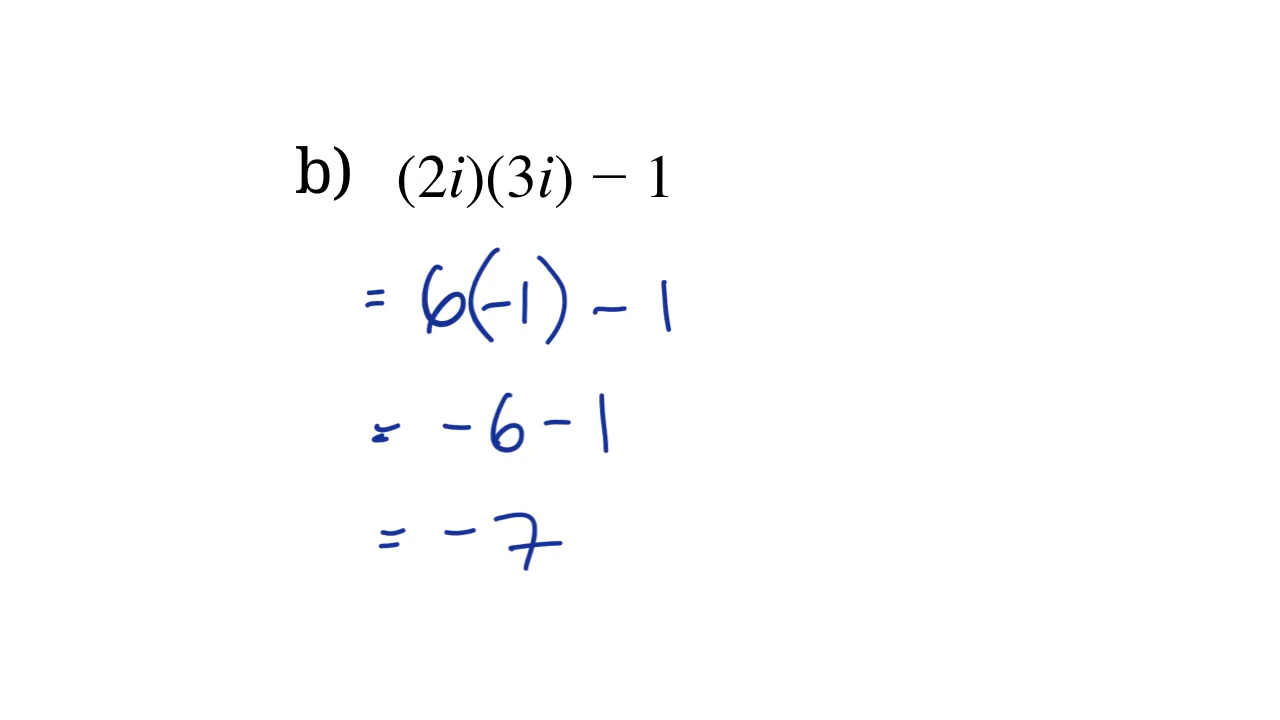 b) (2i)(3i) − 1
= 6(-1) - 1
= -6 - 1
= -7